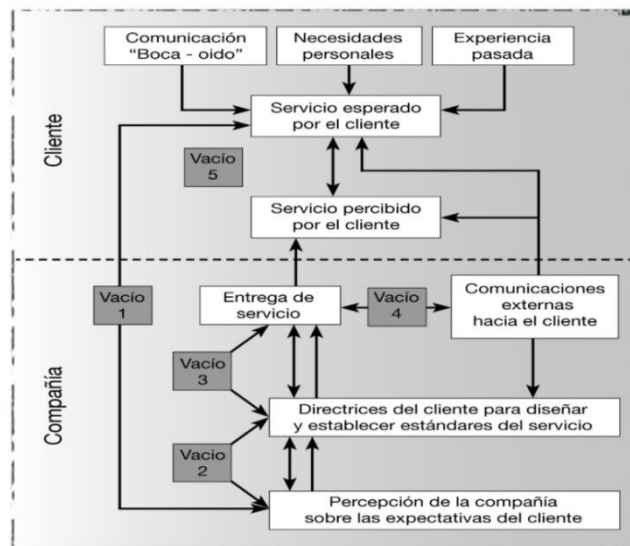 Comunicación
"Boca - oido"
Necesidades
personales
Experiencia
pasada
Servicio esperado
por el cliente
Cliente
Vacío
5
Servicio percibido
por el cliente
Vacío
1
Entrega de
servicio
Vacío
4
Comunicaciones
externas
hacia el cliente
Vacío
3
Compañía
Directrices del cliente para diseñar
y establecer estándares del servicio
Vacío
2
Percepción de la compañía
sobre las expectativas del cliente